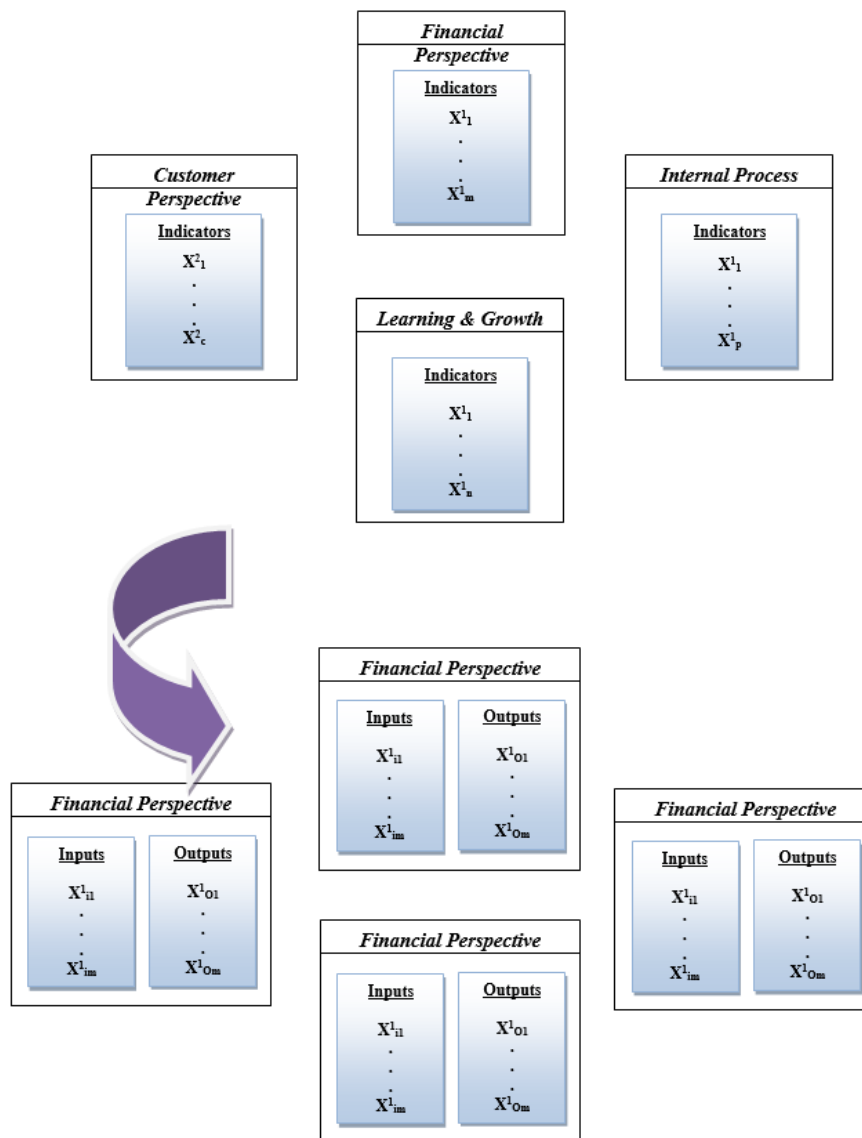 Financial
Perspective
Indicators
X¹₁
.
.
.
X¹ₘ
Customer
Perspective
Indicators
X²₁
.
.
.
X²c
Internal Process
Indicators
X¹₁
.
.
.
X¹ₚ
Learning & Growth
Indicators
X¹₁
.
.
.
X¹ₙ
Financial Perspective
Inputs Outputs
X¹i1 X¹O1
. .
. .
. .
X¹im X¹Om
Financial Perspective
Inputs Outputs
X¹i1 X¹O1
. .
. .
. .
X¹im X¹Om
Financial Perspective
Inputs Outputs
X¹i1 X¹O1
. .
. .
. .
X¹im X¹Om
Financial Perspective
Inputs Outputs
X¹i1 X¹O1
. .
. .
. .
X¹im X¹Om